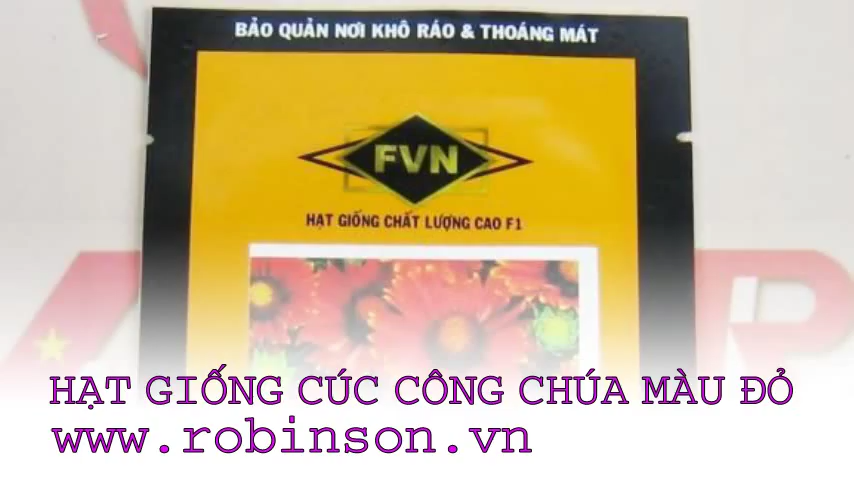 BẢO QUẢN NƠI KHÔ RÁO & THOÁNG MÁT
FVN
HẠT GIỐNG CHẤT LƯỢNG CAO F1
HẠT GIỐNG CÚC CÔNG CHÚA MÀU ĐỎ
www.robinson.vn